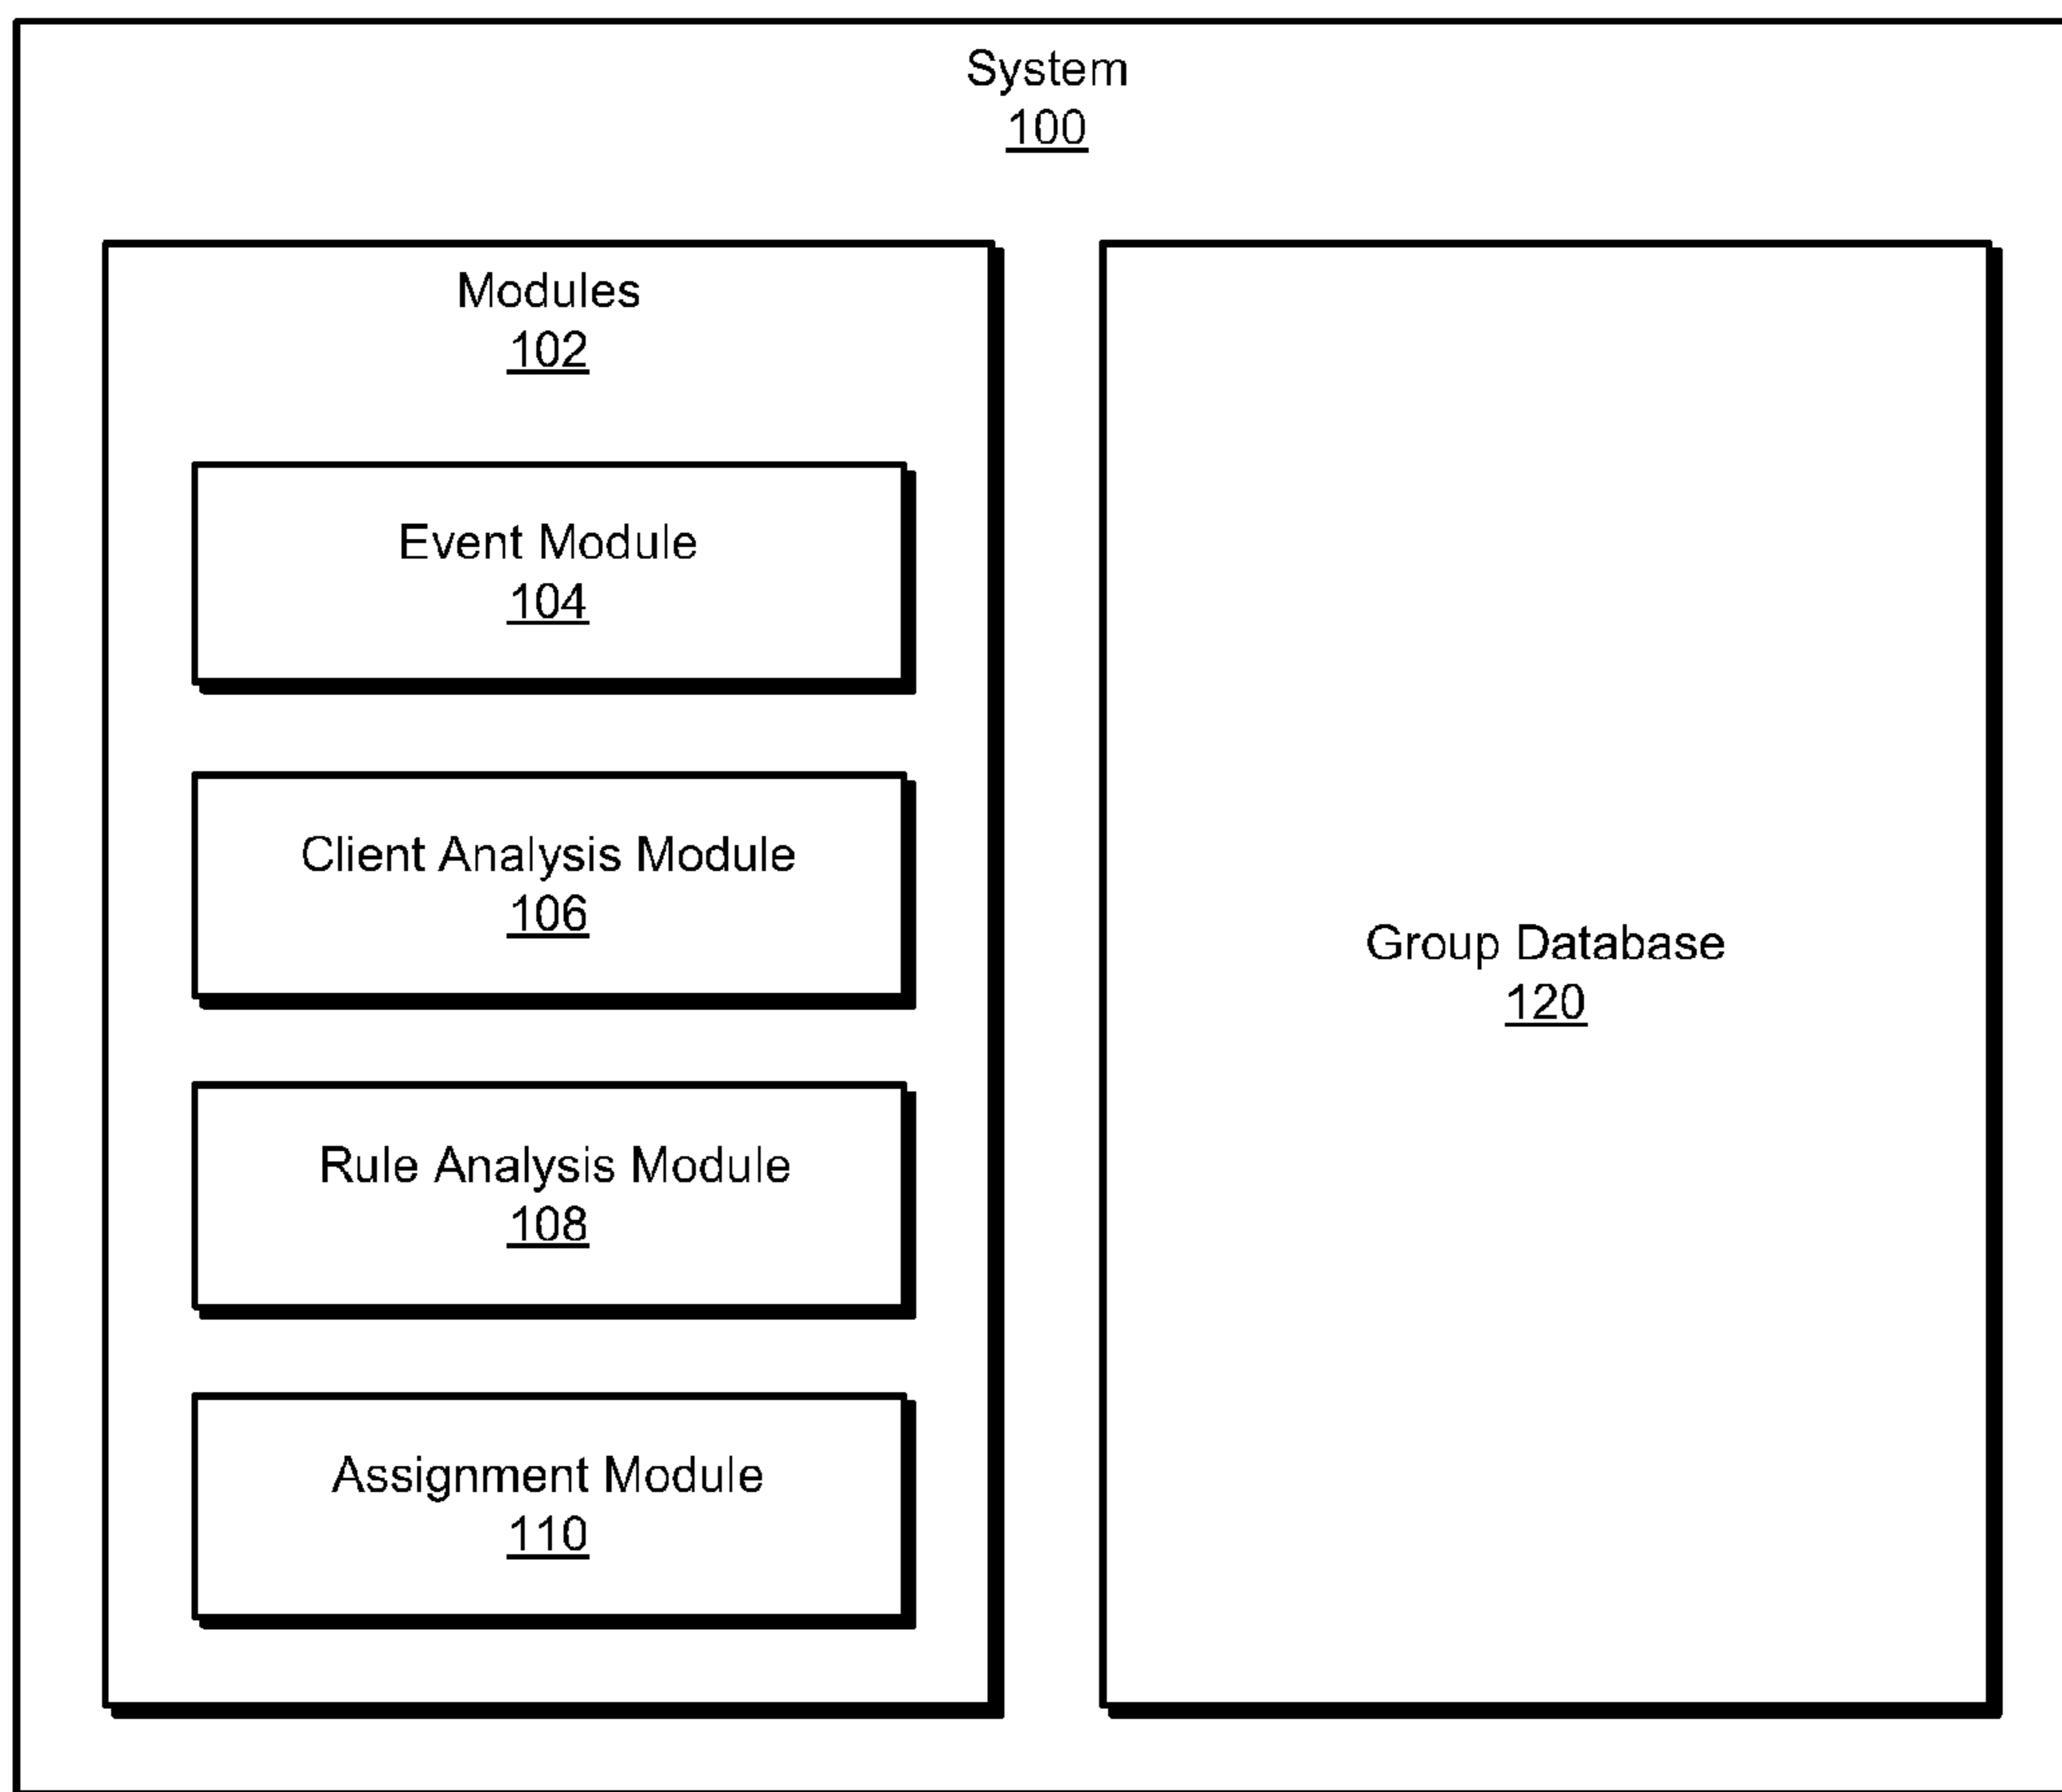 System
100
Modules
102
Event Module
104
Client Analysis Module
106
Rule Analysis Module
108
Assignment Module
110
Group Database
120